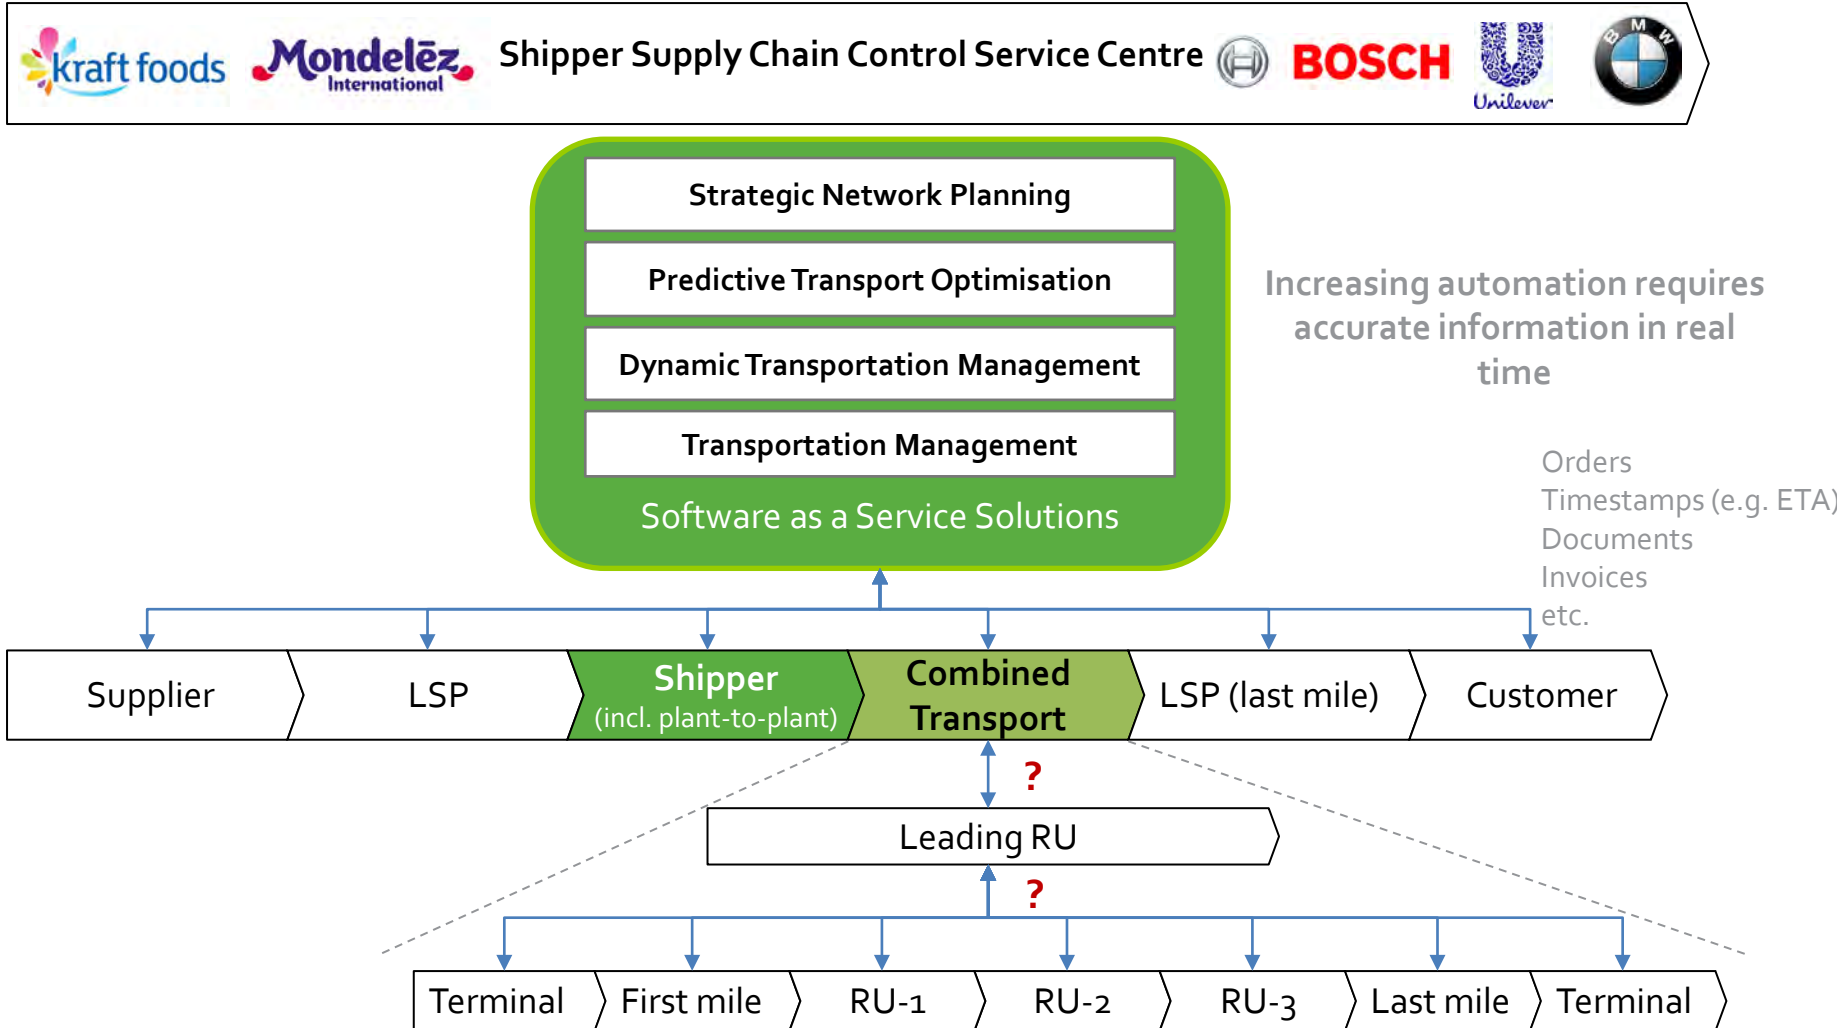 kraft foods
Mondelēz
International
Shipper Supply Chain Control Service Centre
BOSCH
Unilever
BMW
Strategic Network Planning
Predictive Transport Optimisation
Dynamic Transportation Management
Transportation Management
Software as a Service Solutions
Increasing automation requires
accurate information in real
time
Orders
Timestamps (e.g. ETA)
Documents
Invoices
etc.
Supplier
LSP
Shipper
(incl. plant-to-plant)
Combined
Transport
LSP (last mile)
Customer
?
Leading RU
?
Terminal
First mile
RU-1
RU-2
RU-3
Last mile
Terminal